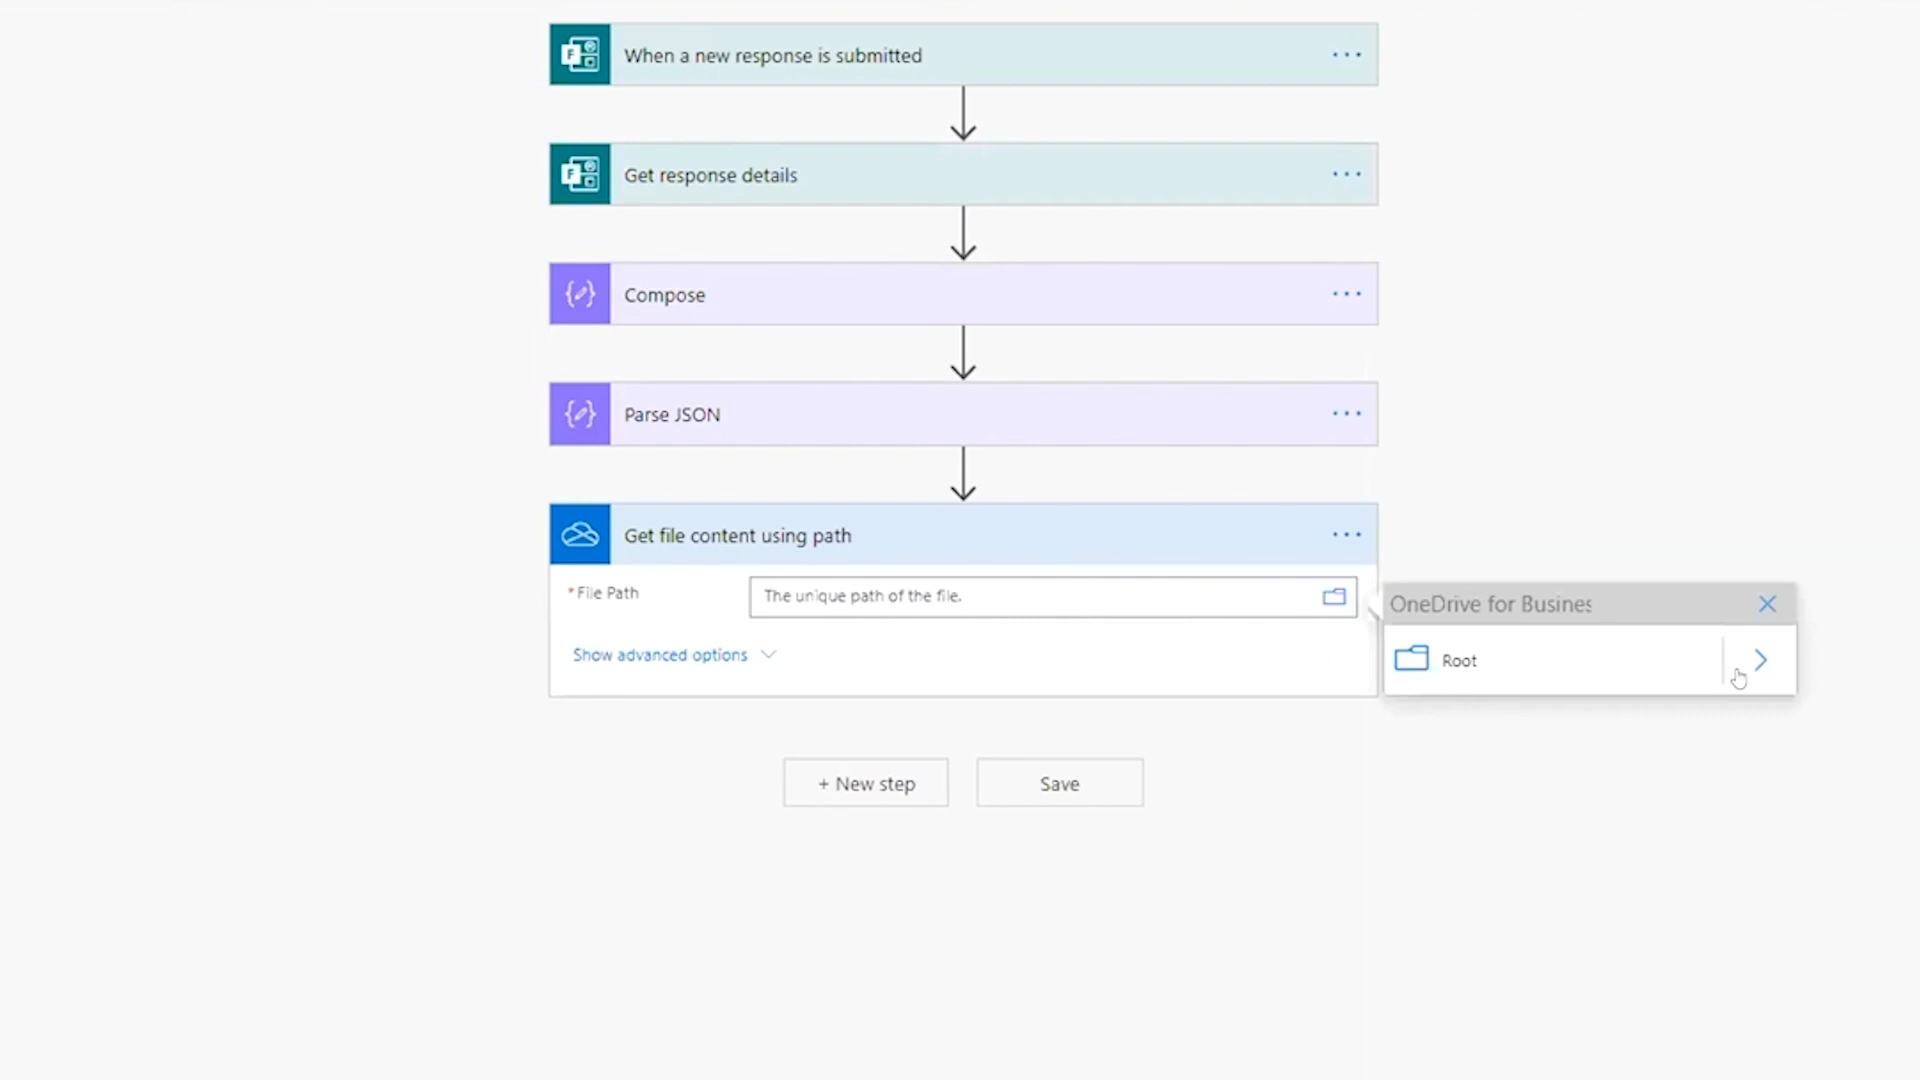 When a new response is submitted
Get response details
Compose
Parse JSON
Get file content using path
* File Path
The unique path of the file.
Show advanced options
OneDrive for Busines
Root
+ New step
Save